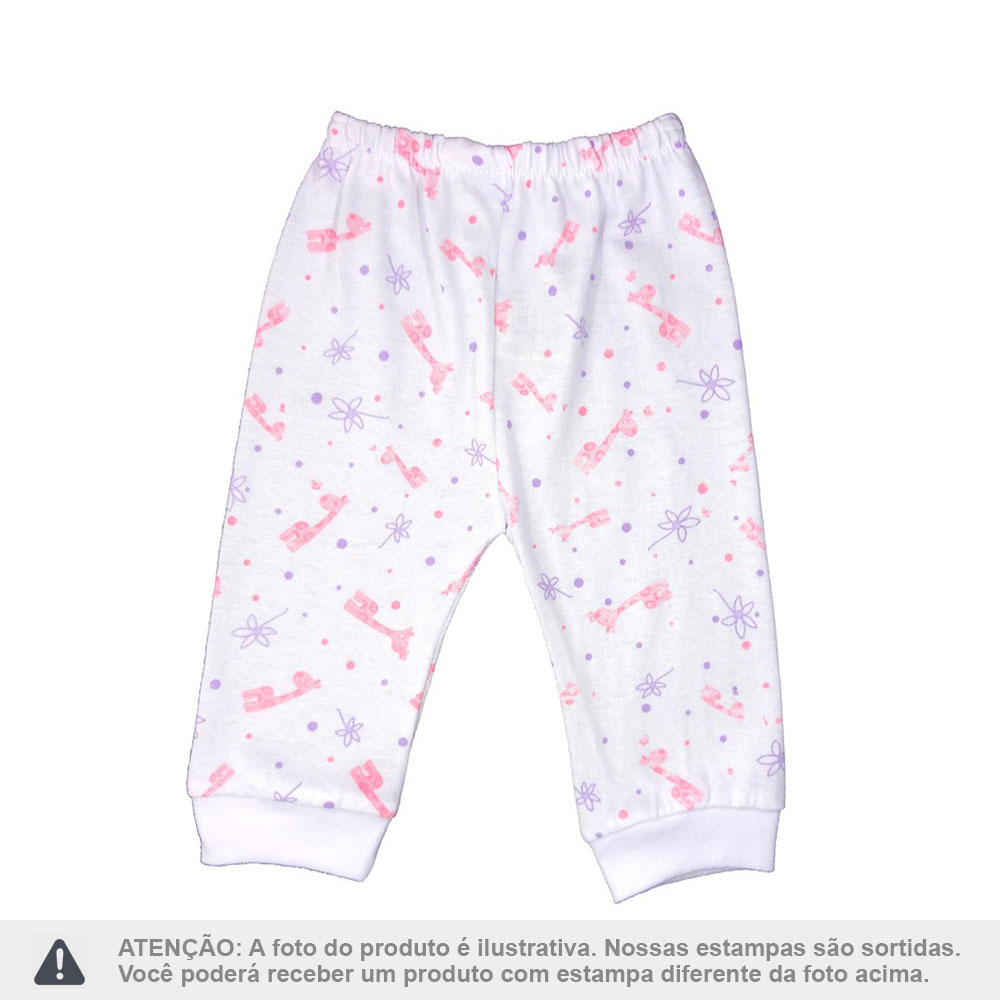 ATENÇÃO: A foto do produto é ilustrativa. Nossas estampas são sortidas.
Você poderá receber um produto com estampa diferente da foto acima.